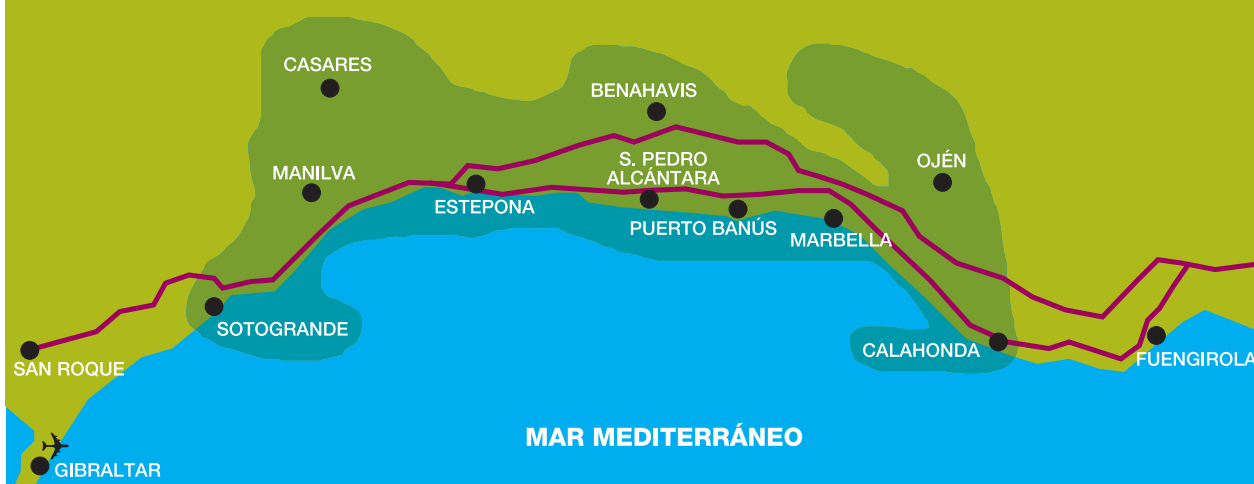 CASARES
BENAHAVIS
MANILVA
S. PEDRO
ALCÁNTARA
OJÉN
ESTEPONA
PUERTO BANÚS
MARBELLA
SOTOGRANDE
CALAHONDA
SAN ROQUE
FUENGIROLA
MAR MEDITERRÁNEO
GIBRALTAR